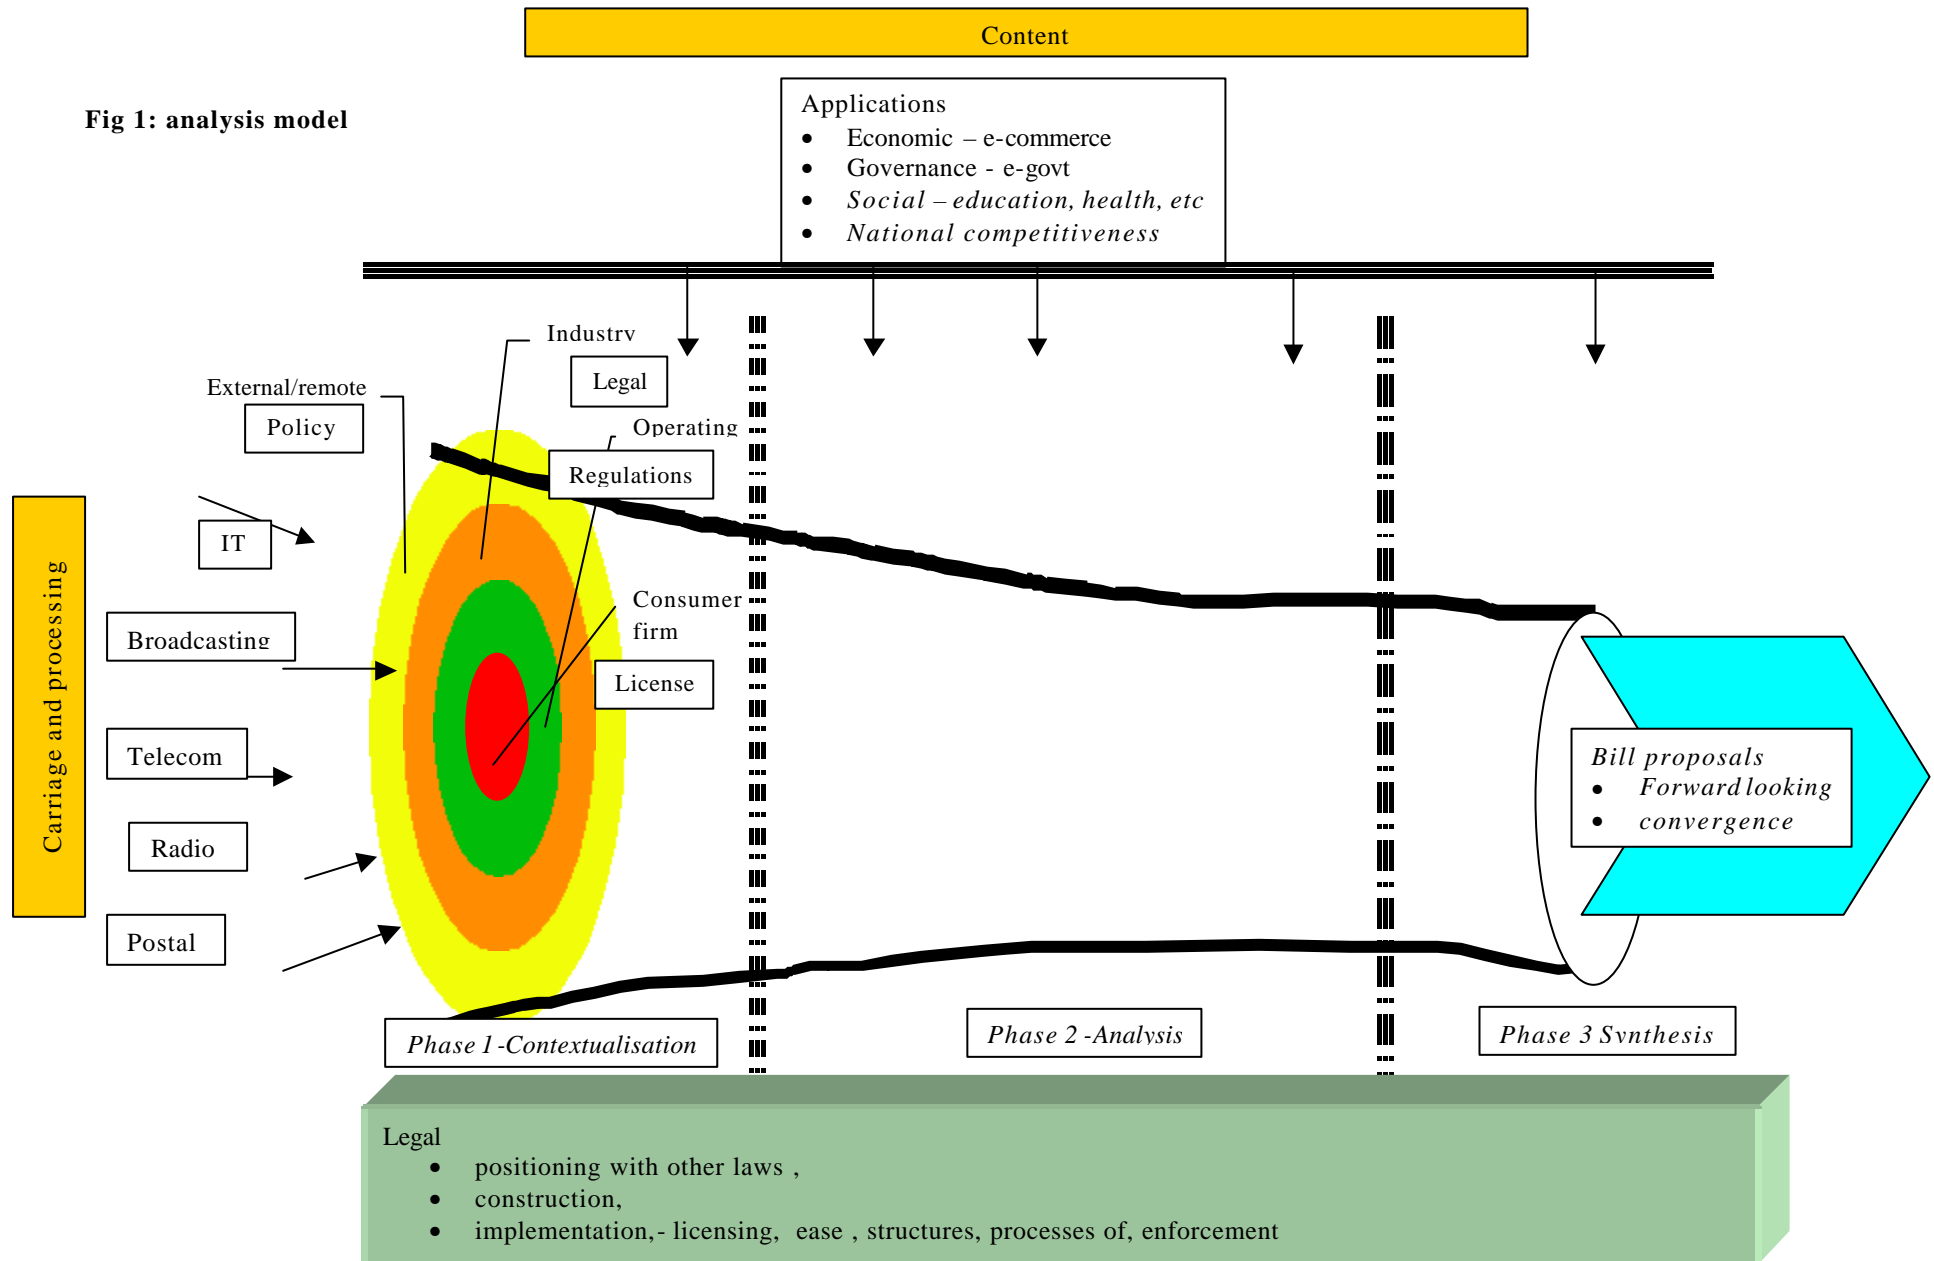 Content
Fig 1: analysis model
Applications
• Economic – e-commerce
• Governance - e-govt
• Social – education, health, etc
• National competitiveness
Industry
Legal
External/remote
Policy
Operating
Regulations
IT
Carriage and processing
Consumer
firm
Broadcasting
License
Telecom
Bill proposals
• Forward looking
• convergence
Radio
Postal
Phase 1-Contextualisation
Phase 2 -Analysis
Phase 3 Synthesis
Legal
• positioning with other laws ,
• construction,
• implementation,- licensing, ease , structures, processes of, enforcement